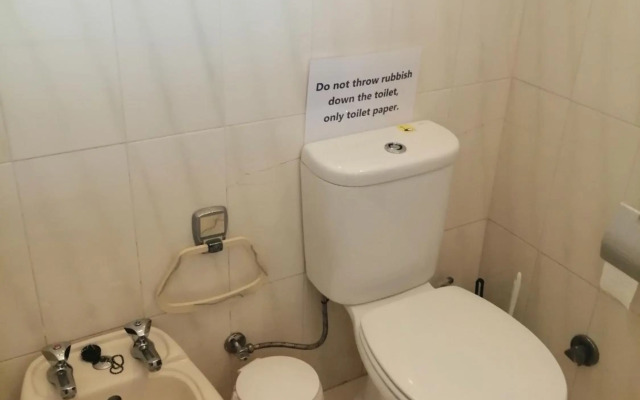 Do not throw rubbish
down the toilet,
only toilet paper.